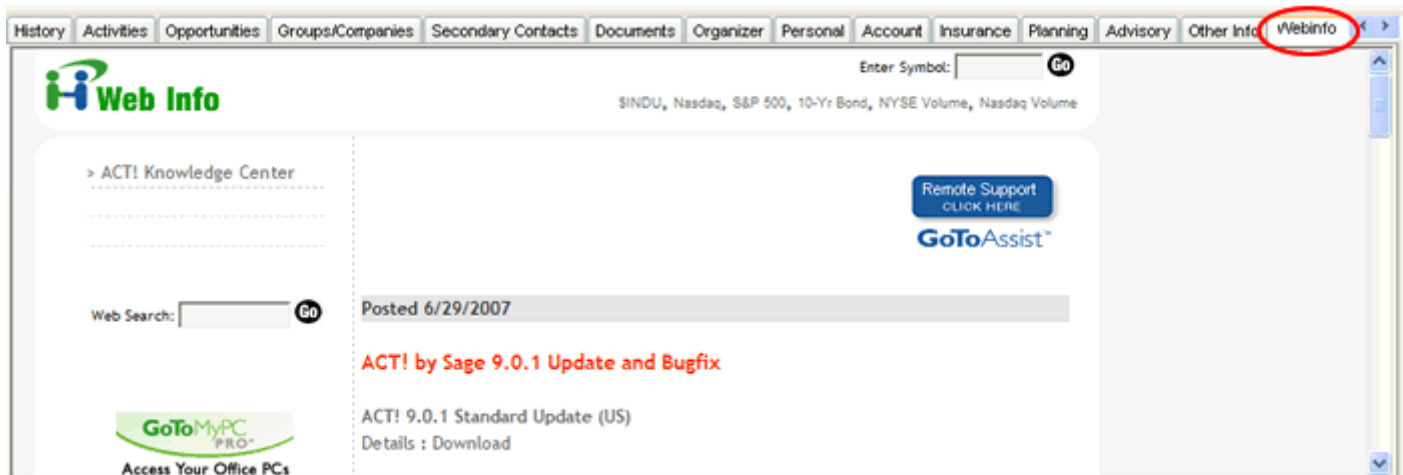 History Activities Opportunities Groups/Companies Secondary Contacts Documents Organizer Personal Account Insurance Planning Advisory Other Info Webinfo
Enter Symbol: Go
Web Info
$INDU, Nasdaq, S&P 500, 10-Yr Bond, NYSE Volume, Nasdaq Volume
> ACT! Knowledge Center
Remote Support
CLICK HERE
GoToAssist™
Web Search: Go
Posted 6/29/2007
ACT! by Sage 9.0.1 Update and Bugfix
ACT! 9.0.1 Standard Update (US)
Details : Download
GoToMyPC
PRO™
Access Your Office PCs